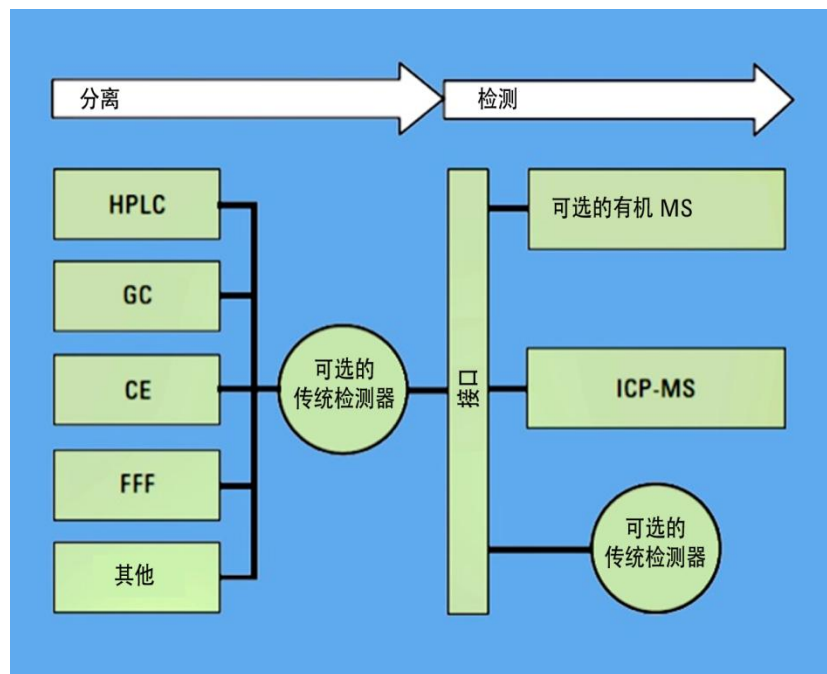 分离
检测
HPLC
GC
CE
FFF
其他
可选的
传统检测器
接口
可选的有机 MS
ICP-MS
可选的
传统检测器